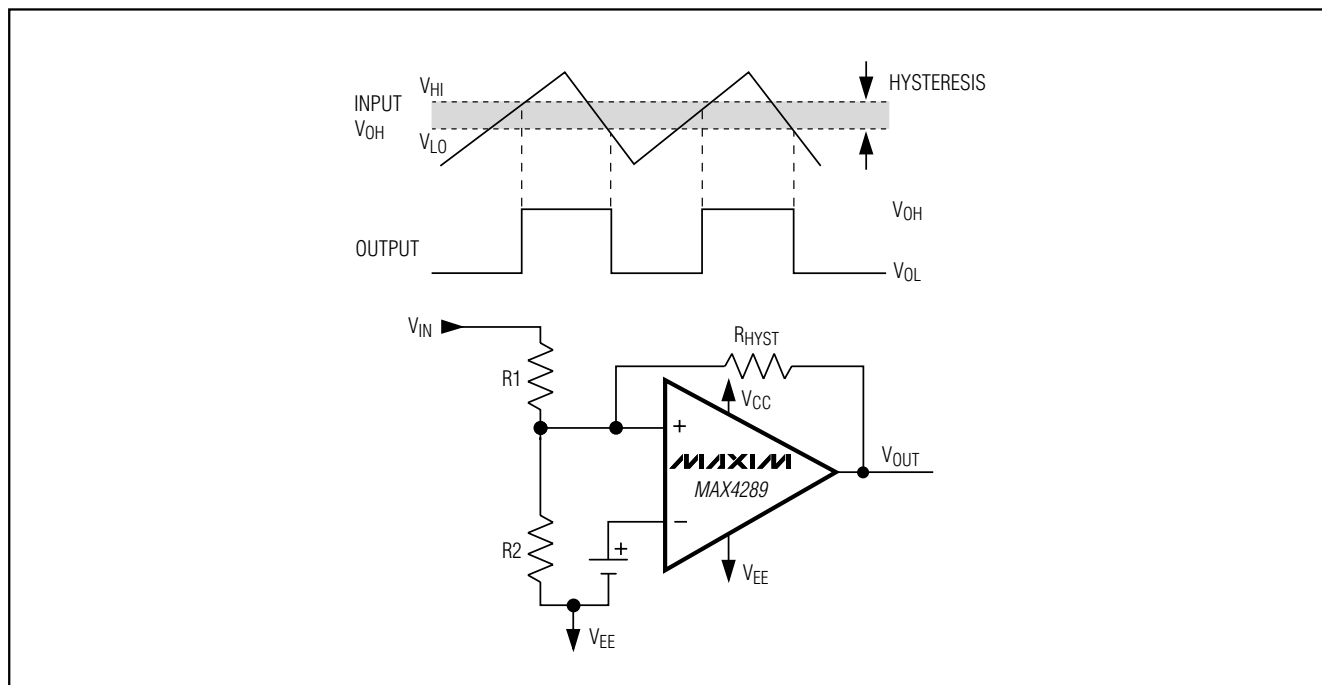 VHI
HYSTERESIS
INPUT
VOH
VLO
VOH
OUTPUT
VOL
VIN
RHYST
R1
VCC
+
MAXIM
VOUT
MAX4289
−
R2
+
VEE
VEE